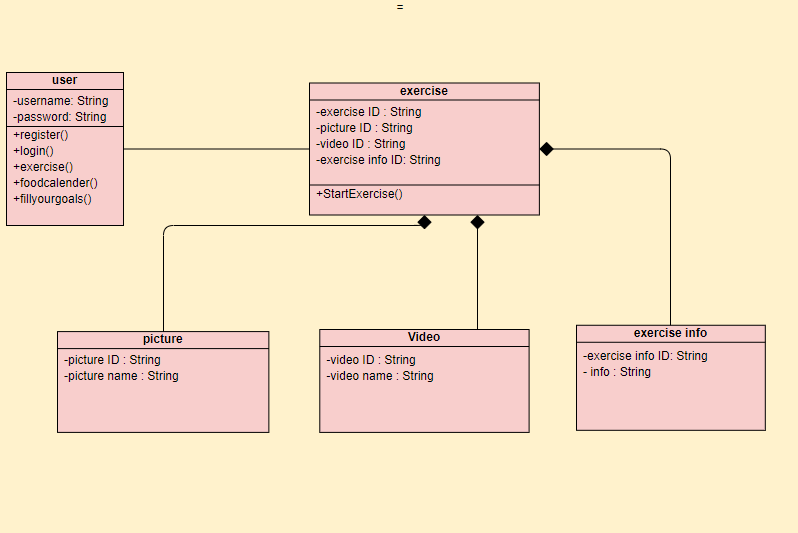 =
user
-username: String
-password: String
+register()
+login()
+exercise()
+foodcalender()
+fillyourgoals()
exercise
-exercise ID : String
-picture ID : String
-video ID : String
-exercise info ID: String
+StartExercise()
picture
-picture ID : String
-picture name : String
Video
-video ID : String
-video name : String
exercise info
-exercise info ID: String
- info : String